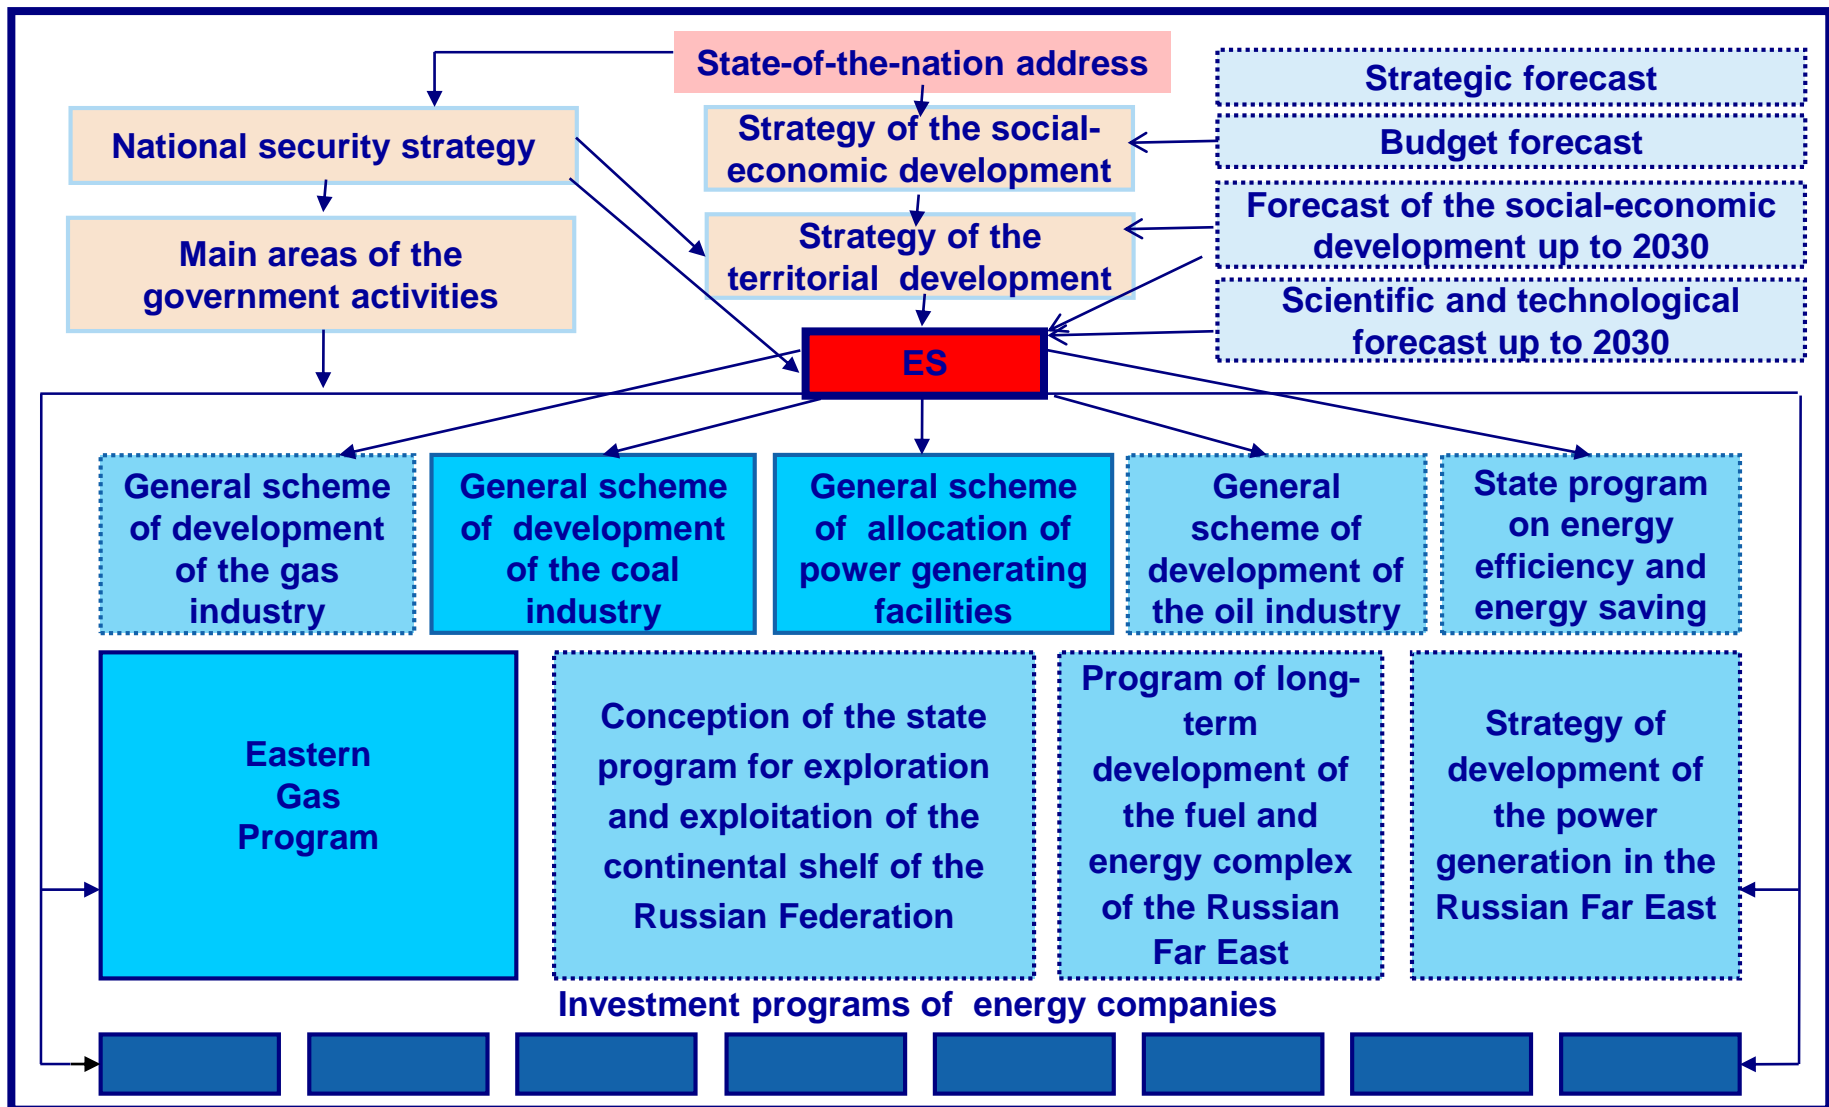 State-of-the-nation address
Strategic forecast
National security strategy
Strategy of the social-
economic development
Budget forecast
Main areas of the
government activities
Strategy of the
territorial development
Forecast of the social-economic
development up to 2030
Scientific and technological
forecast up to 2030
ES
General scheme
of development
of the gas
industry
General scheme
of development
of the coal
industry
General scheme
of allocation of
power generating
facilities
General
scheme of
development of
the oil industry
State program
on energy
efficiency and
energy saving
Eastern
Gas
Program
Conception of the state
program for exploration
and exploitation of the
continental shelf of the
Russian Federation
Program of long-
term
development of
the fuel and
energy complex
of the Russian
Far East
Strategy of
development of
the power
generation in the
Russian Far East
Investment programs of energy companies